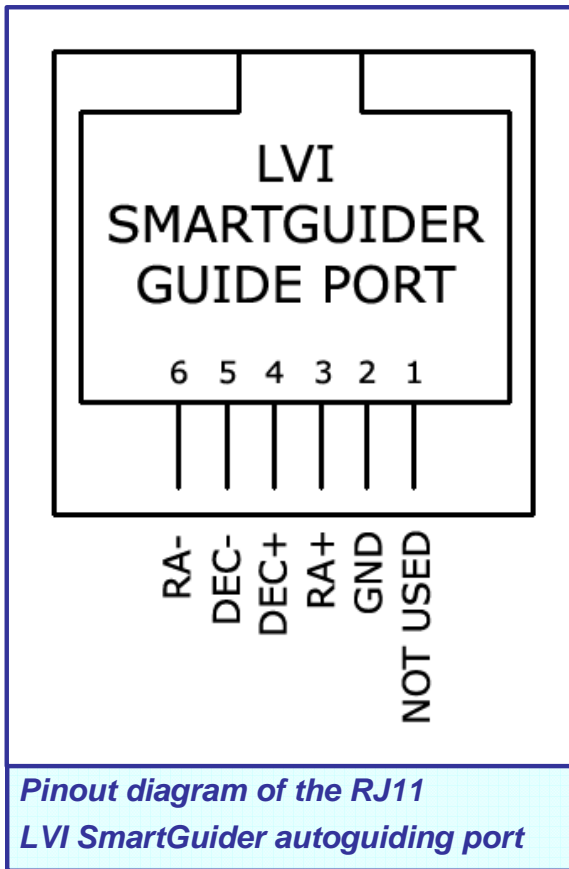 LVI
SMARTGUIDER
GUIDE PORT
6 5 4 3 2 1
RA-
DEC-
DEC+
RA+
GND
NOT USED
Pinout diagram of the RJ11
LVI SmartGuider autoguiding port